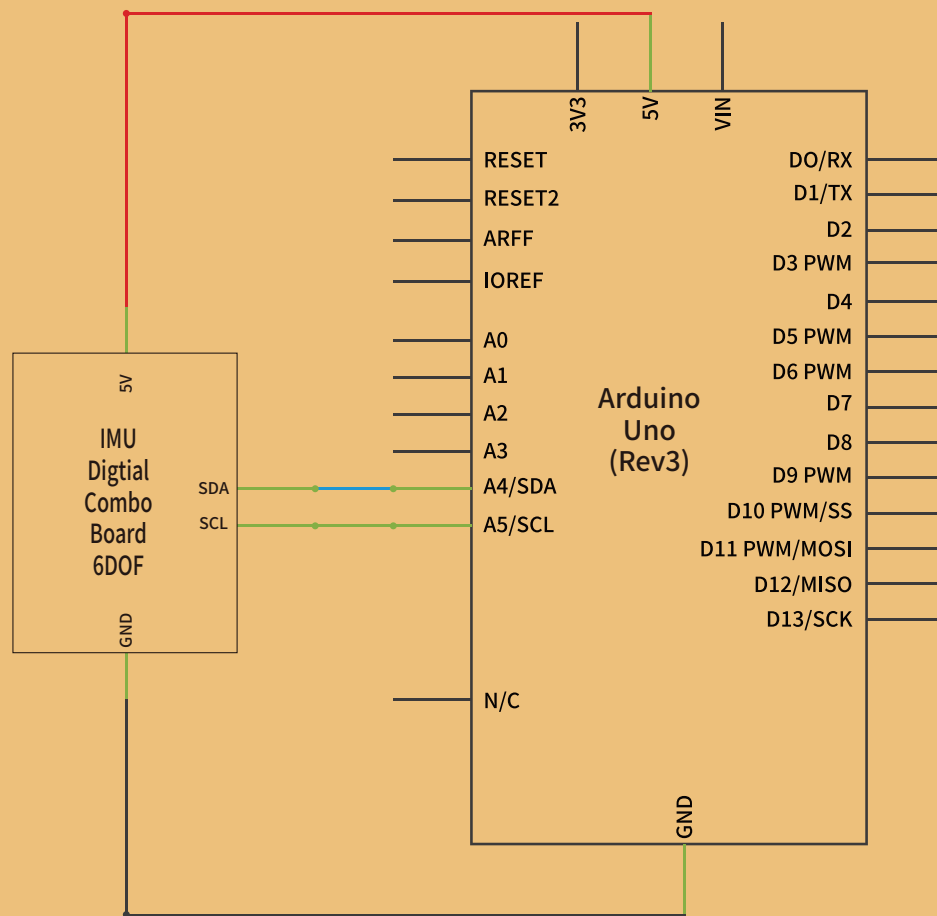 3V3
5V
VIN
RESET
RESET2
ARFF
IOREF
A0
A1
A2
A3
A4/SDA
A5/SCL
N/C
Arduino
Uno
(Rev3)
DO/RX
D1/TX
D2
D3 PWM
D4
D5 PWM
D6 PWM
D7
D8
D9 PWM
D10 PWM/SS
D11 PWM/MOSI
D12/MISO
D13/SCK
GND
5V
IMU
Digtial
Combo
Board
6DOF
SDA
SCL
GND